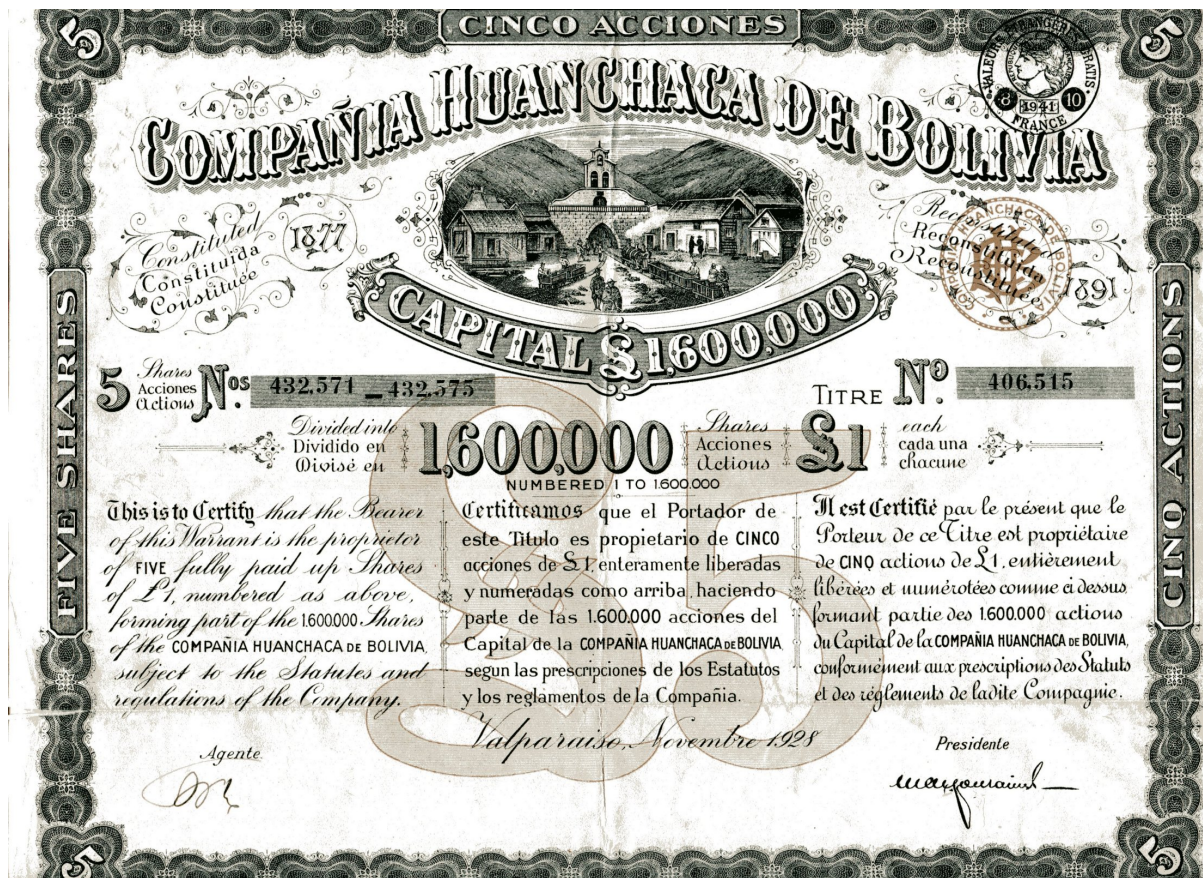 5
CINCO ACCIONES
5
VALEURS ETRANGERES GRATIS
8 1941 10
FRANCE
COMPAÑIA HUANCHACA DE BOLIVIA
Constituted
Constituida
Constituée
1877
1891
COMPAÑIA HUANCHACA DE BOLIVIA
CAPITAL £1,600,000
FIVE SHARES
CINQ ACTIONS
5 Shares
Acciones
Actions
Nos. 432,571 – 432,575
TITRE No. 406,515
Divided into
Dividido en
Divisé en
1,600,000
Shares
Acciones
Actions
£1
each
cada una
chacune
NUMBERED 1 TO 1.600.000
£5
This is to Certify that the Bearer
of this Warrant is the proprietor
of FIVE fully paid up Shares
of £1, numbered as above,
forming part of the 1.600.000 Shares
of the COMPAÑIA HUANCHACA DE BOLIVIA,
subject to the Statutes and
regulations of the Company.
Certificamos que el Portador de
este Titulo es propietario de CINCO
acciones de £1, enteramente liberadas
y numeradas como arriba, haciendo
parte de las 1.600.000 acciones del
Capital de la COMPAÑIA HUANCHACA DE BOLIVIA,
segun las prescripciones de los Estatutos
y los reglamentos de la Compañia.
Il est Certifié par le présent que le
Porteur de ce Titre est propriétaire
de CINQ actions de £1, entièrement
libérées et numérotées comme ci dessus,
formant partie des 1.600.000 actions
du Capital de la COMPAÑIA HUANCHACA DE BOLIVIA,
conformément aux prescriptions des Statuts
et des réglements de ladite Compagnie.
Valparaiso, Novembre 1928
Agente
Presidente
5
5